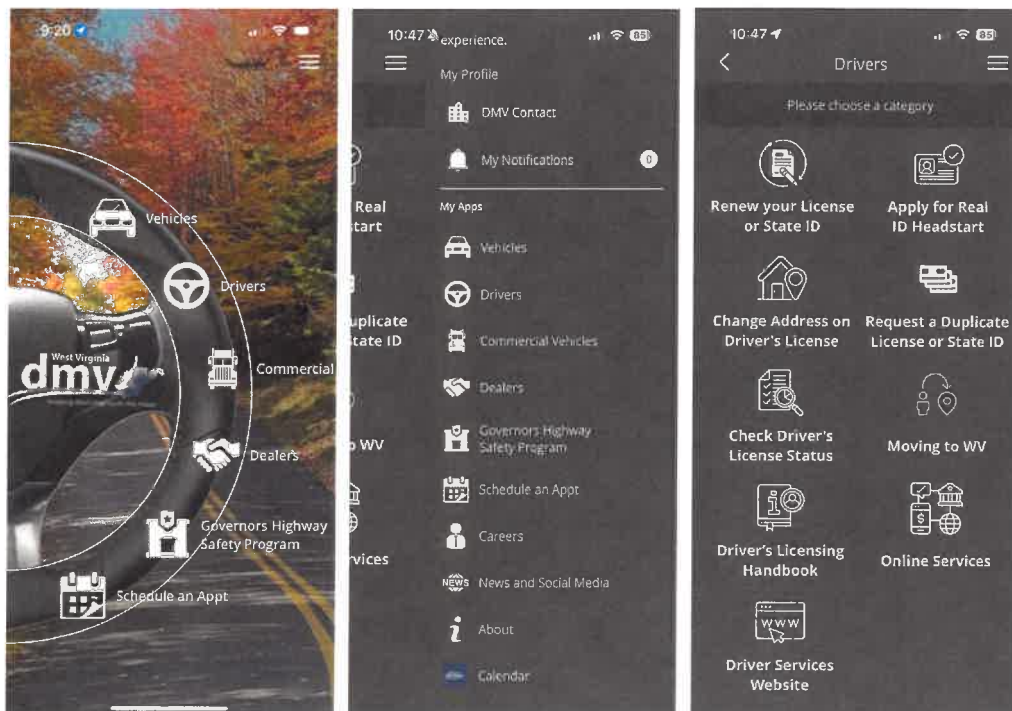 9:20
Vehicles
Drivers
West Virginia
dmv
Commercial
Dealers
Governors Highway
Safety Program
Schedule an Appt
10:47
85
experience.
My Profile
DMV Contact
My Notifications
0
Real
start
My Apps
Vehicles
Drivers
uplicate
State ID
Commercial Vehicles
Dealers
Governors Highway
Safety Program
o WV
Schedule an Appt
Careers
rvices
NEWS
News and Social Media
About
Calendar
10:47
85
Drivers
Please choose a category
Renew your License
or State ID
Apply for Real
ID Headstart
Change Address on
Driver's License
Request a Duplicate
License or State ID
Check Driver's
License Status
Moving to WV
Driver's Licensing
Handbook
Online Services
www
Driver Services
Website